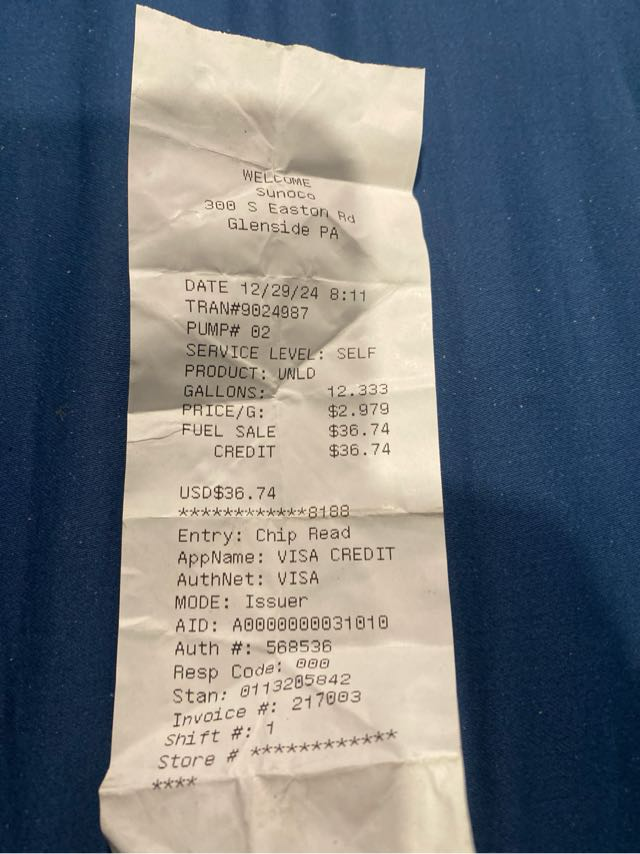 WELCOME
Sunoco
300 S Easton Rd
Glenside PA
DATE 12/29/24 8:11
TRAN#9024987
PUMP# 02
SERVICE LEVEL: SELF
PRODUCT: UNLD
GALLONS: 12.333
PRICE/G: $2.979
FUEL SALE $36.74
CREDIT $36.74
USD$36.74
************8188
Entry: Chip Read
AppName: VISA CREDIT
AuthNet: VISA
MODE: Issuer
AID: A0000000031010
Auth #: 568536
Resp Code: 000
Stan: 0113205842
Invoice #: 217003
Shift #: 1
Store # ************
****